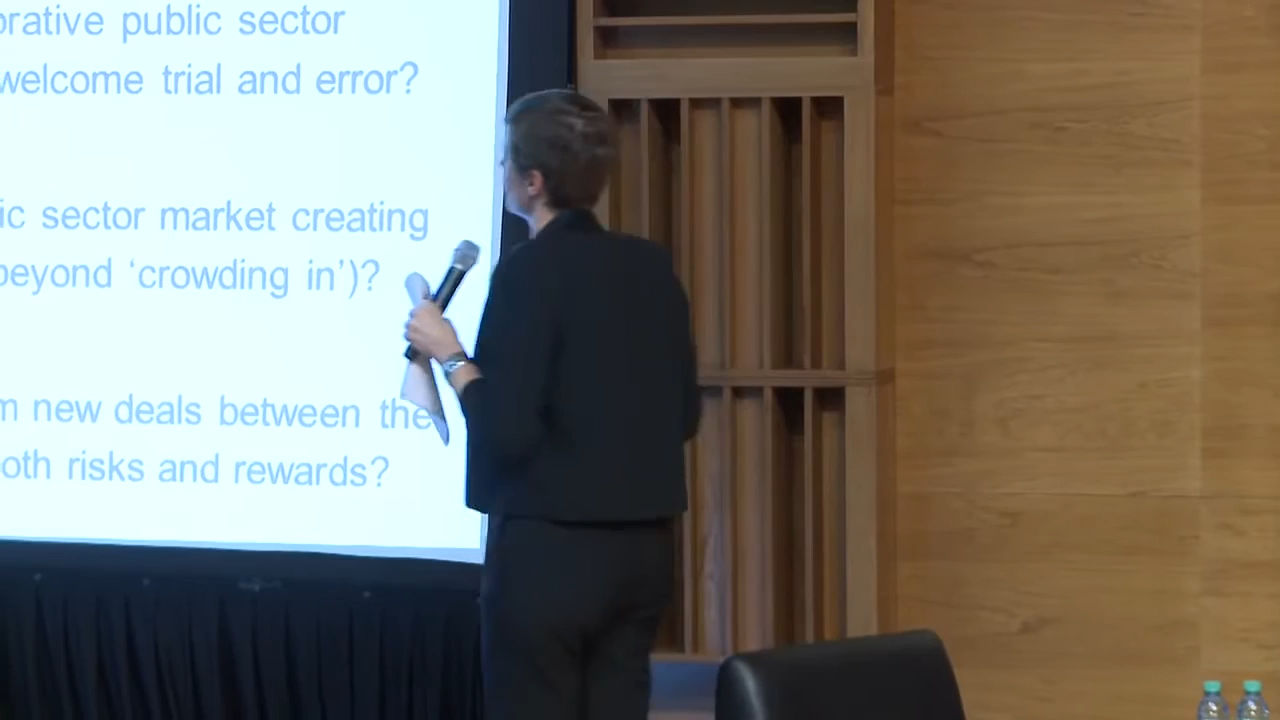 orative public sector
welcome trial and error?
ic sector market creating
beyond ‘crowding in’)?
m new deals between the
oth risks and rewards?